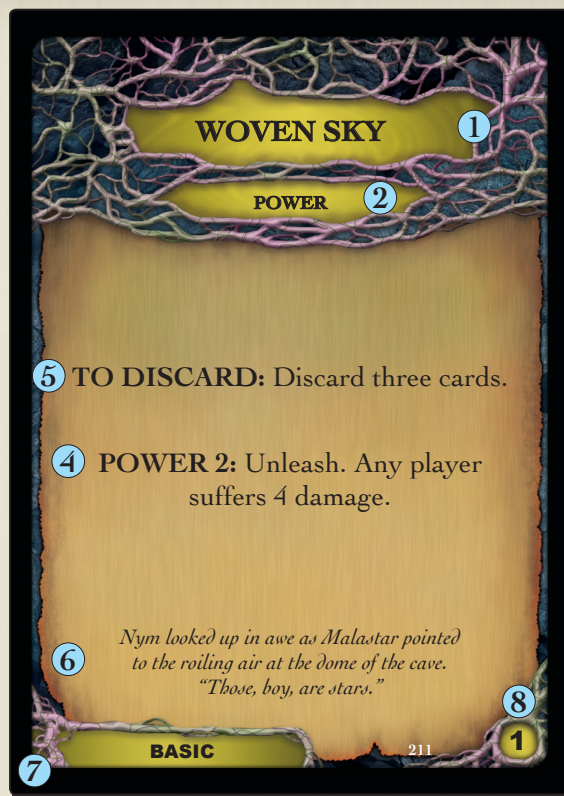 WOVEN SKY 1
POWER 2
5 TO DISCARD: Discard three cards.
4 POWER 2: Unleash. Any player
suffers 4 damage.
Nym looked up in awe as Malastar pointed
6 to the roiling air at the dome of the cave.
“Those, boy, are stars.”
8
BASIC 211 1
7